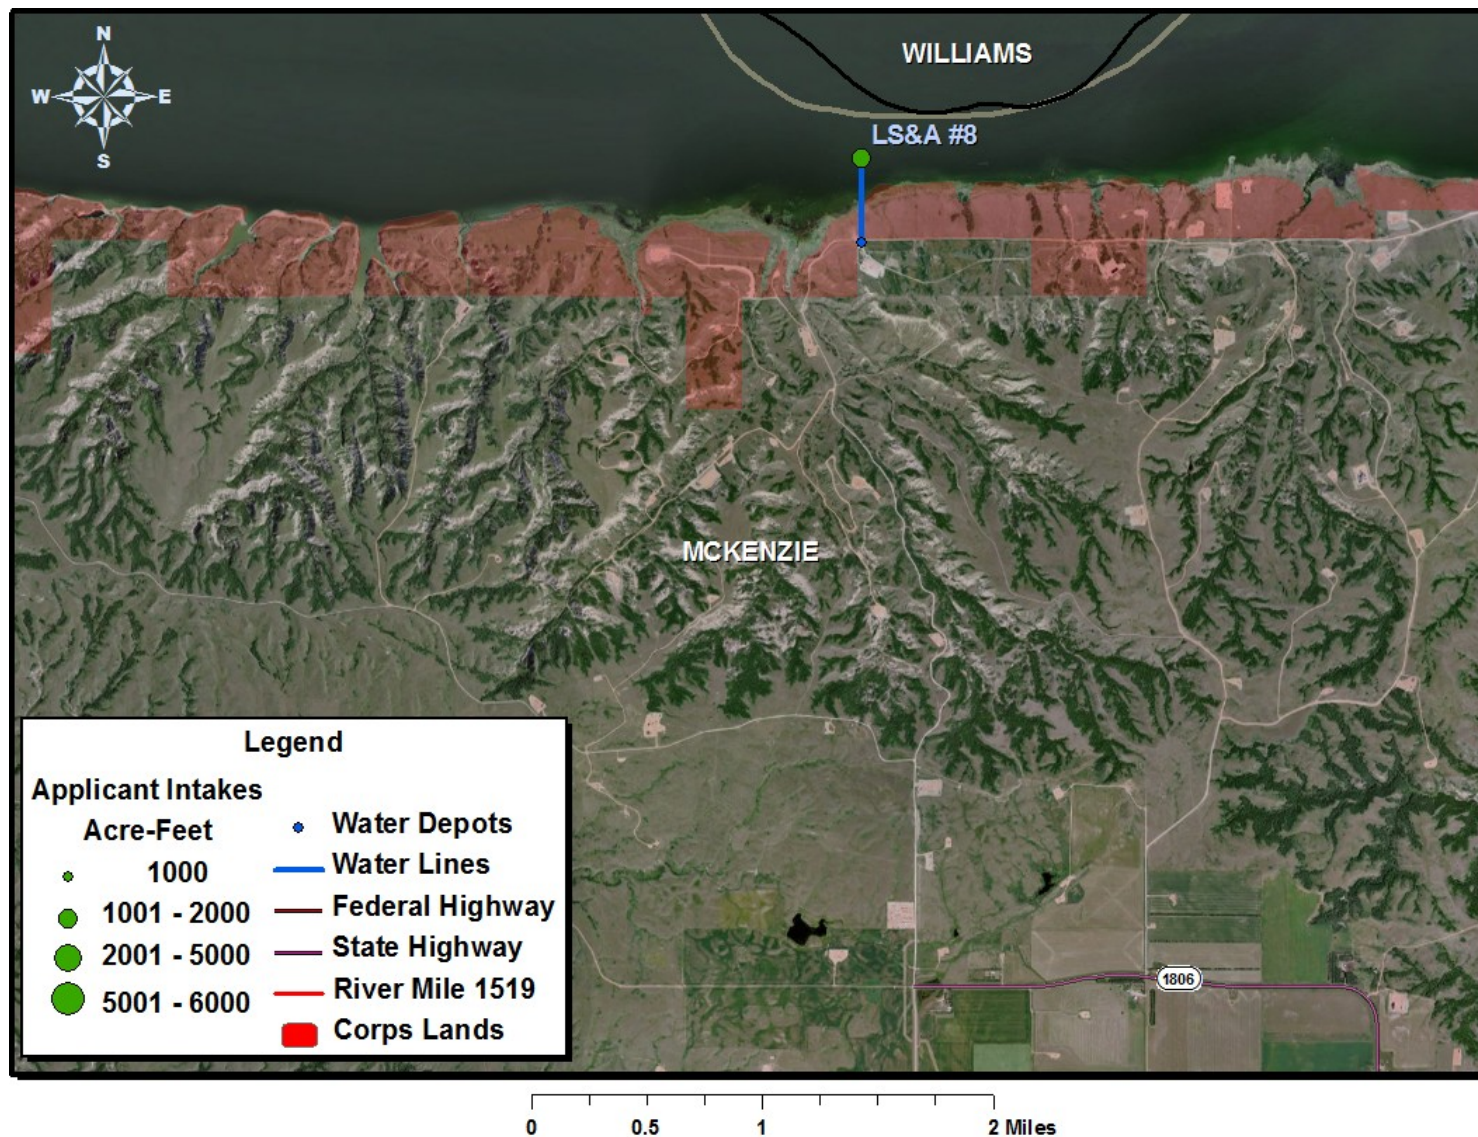 N
W E
S
WILLIAMS
LS&A #8
MCKENZIE
1806
Legend
Applicant Intakes
Acre-Feet
1000
1001 - 2000
2001 - 5000
5001 - 6000
Water Depots
Water Lines
Federal Highway
State Highway
River Mile 1519
Corps Lands
0 0.5 1 2 Miles